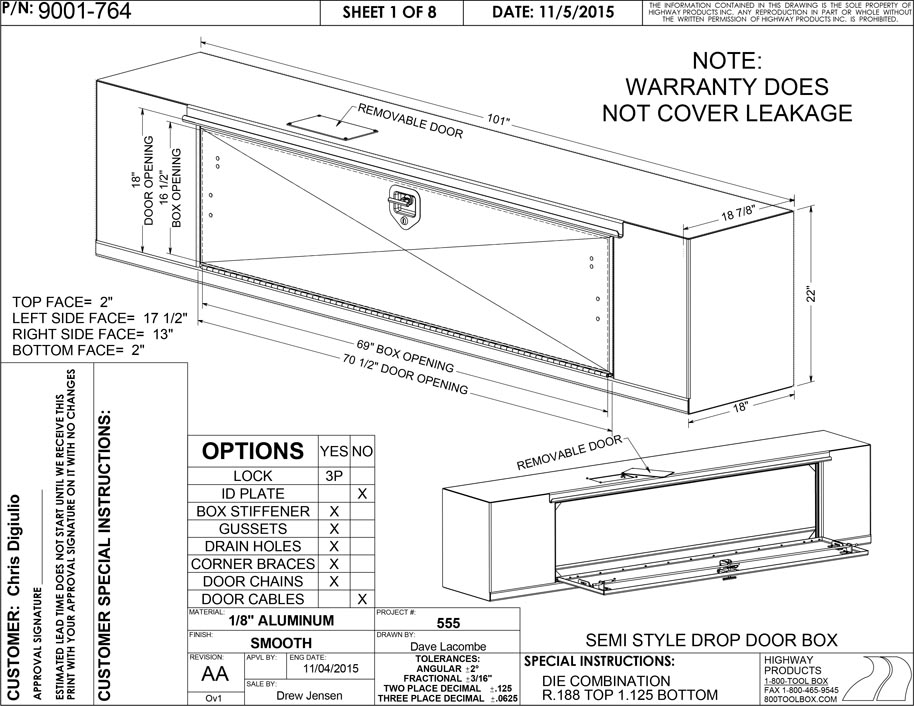 P/N: 9001-764
SHEET 1 OF 8
DATE: 11/5/2015
THE INFORMATION CONTAINED IN THIS DRAWING IS THE SOLE PROPERTY OF
HIGHWAY PRODUCTS INC. ANY REPRODUCTION IN PART OR WHOLE WITHOUT
THE WRITTEN PERMISSION OF HIGHWAY PRODUCTS INC. IS PROHIBITED.
NOTE:
WARRANTY DOES
NOT COVER LEAKAGE
REMOVABLE DOOR
101"
18"
DOOR OPENING
16 1/2"
BOX OPENING
18 7/8"
22"
18"
69" BOX OPENING
70 1/2" DOOR OPENING
TOP FACE= 2"
LEFT SIDE FACE= 17 1/2"
RIGHT SIDE FACE= 13"
BOTTOM FACE= 2"
CUSTOMER: Chris Digiulio
APPROVAL SIGNATURE
ESTIMATED LEAD TIME DOES NOT START UNTIL WE RECEIVE THIS
PRINT WITH YOUR APPROVAL SIGNATURE ON IT WITH NO CHANGES
CUSTOMER SPECIAL INSTRUCTIONS:
OPTIONS YES NO
LOCK 3P
ID PLATE X
BOX STIFFENER X
GUSSETS X
DRAIN HOLES X
CORNER BRACES X
DOOR CHAINS X
DOOR CABLES X
MATERIAL:
1/8" ALUMINUM
PROJECT #:
555
FINISH:
SMOOTH
DRAWN BY:
Dave Lacombe
REVISION:
AA
Ov1
APVL BY:
ENG DATE:
11/04/2015
SALE BY:
Drew Jensen
TOLERANCES:
ANGULAR ±2°
FRACTIONAL ±3/16"
TWO PLACE DECIMAL ±.125
THREE PLACE DECIMAL ±.0625
REMOVABLE DOOR
SEMI STYLE DROP DOOR BOX
SPECIAL INSTRUCTIONS:
DIE COMBINATION
R.188 TOP 1.125 BOTTOM
HIGHWAY
PRODUCTS
1-800-TOOL BOX
FAX 1-800-465-9545
800TOOLBOX.COM